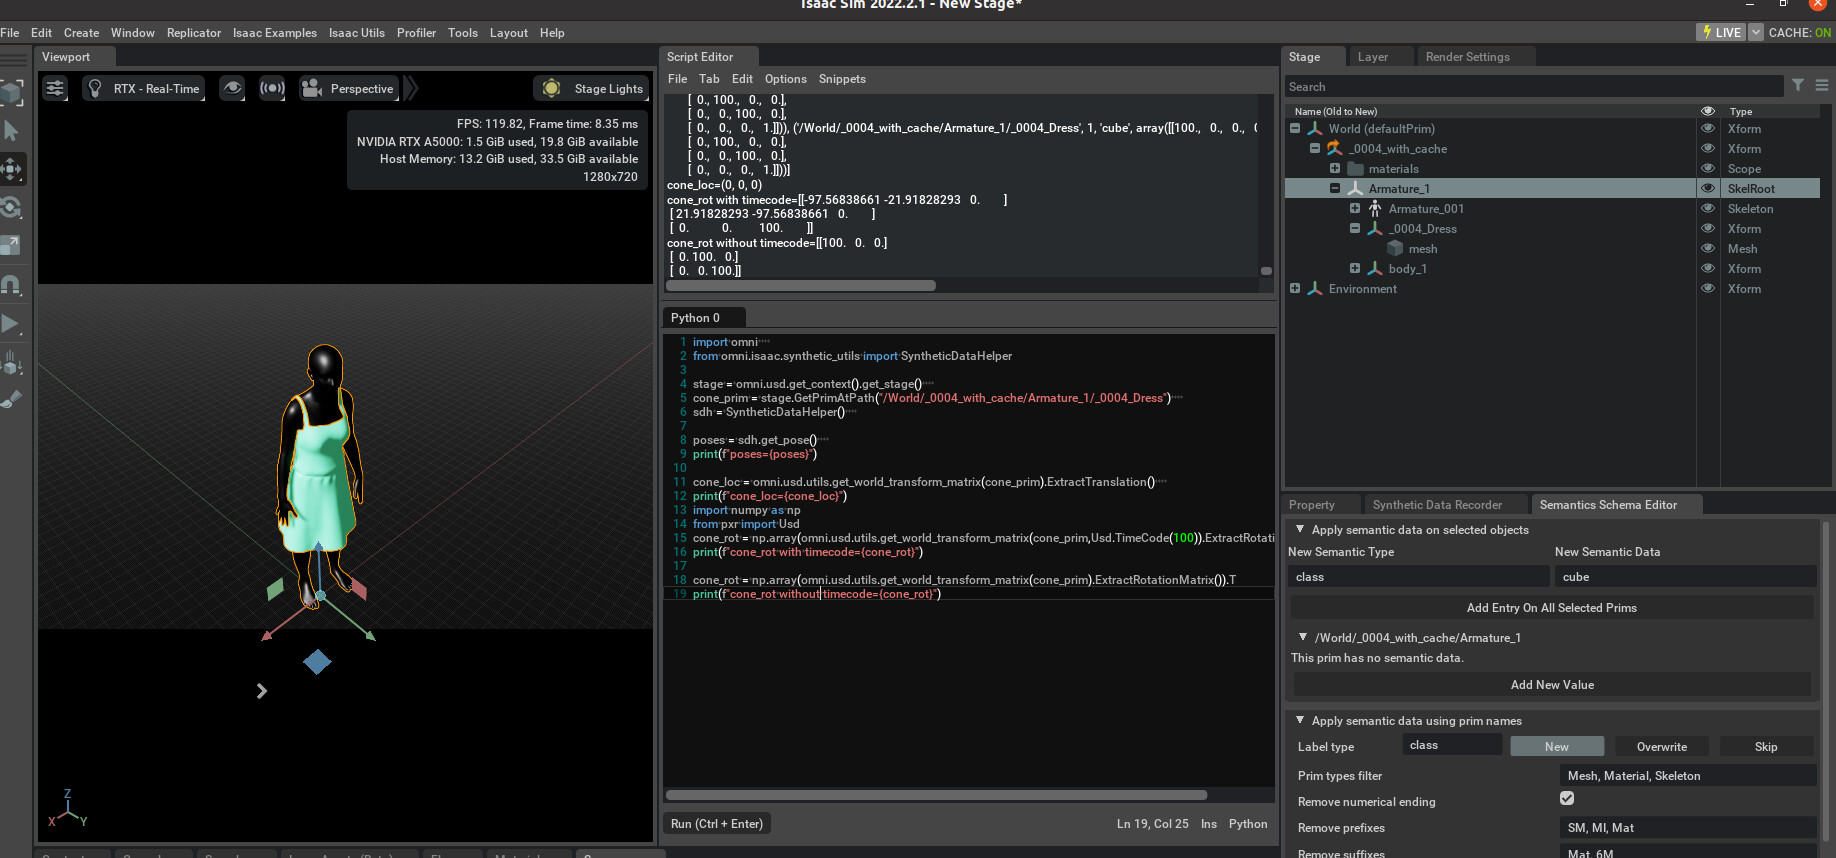 Isaac Sim 2022.2.1 - New Stage*
File Edit Create Window Replicator Isaac Examples Isaac Utils Profiler Tools Layout Help
LIVE CACHE: ON
Viewport
RTX - Real-Time
Perspective
Stage Lights
FPS: 119.82, Frame time: 8.35 ms
NVIDIA RTX A5000: 1.5 GiB used, 19.8 GiB available
Host Memory: 13.2 GiB used, 33.5 GiB available
1280x720
Z
X
Y
Script Editor
File Tab Edit Options Snippets
[ 0., 100., 0., 0.],
[ 0., 0., 100., 0.],
[ 0., 0., 0., 1.]])), ('/World/_0004_with_cache/Armature_1/_0004_Dress', 1, 'cube', array([[100., 0., 0., 0
[ 0., 100., 0., 0.],
[ 0., 0., 100., 0.],
[ 0., 0., 0., 1.]]))]
cone_loc=(0, 0, 0)
cone_rot with timecode=[[-97.56838661 -21.91828293 0. ]
[ 21.91828293 -97.56838661 0. ]
[ 0. 0. 100. ]]
cone_rot without timecode=[[100. 0. 0.]
[ 0. 100. 0.]
[ 0. 0. 100.]]
Python 0
1 import omni
2 from omni.isaac.synthetic_utils import SyntheticDataHelper
3
4 stage = omni.usd.get_context().get_stage()
5 cone_prim = stage.GetPrimAtPath("/World/_0004_with_cache/Armature_1/_0004_Dress")
6 sdh = SyntheticDataHelper()
7
8 poses = sdh.get_pose()
9 print(f"poses={poses}")
10
11 cone_loc = omni.usd.utils.get_world_transform_matrix(cone_prim).ExtractTranslation()
12 print(f"cone_loc={cone_loc}")
13 import numpy as np
14 from pxr import Usd
15 cone_rot = np.array(omni.usd.utils.get_world_transform_matrix(cone_prim,Usd.TimeCode(100)).ExtractRotati
16 print(f"cone_rot with timecode={cone_rot}")
17
18 cone_rot = np.array(omni.usd.utils.get_world_transform_matrix(cone_prim).ExtractRotationMatrix()).T
19 print(f"cone_rot without timecode={cone_rot}")
Run (Ctrl + Enter)
Ln 19, Col 25 Ins Python
Stage Layer Render Settings
Search
Name (Old to New) Type
World (defaultPrim) Xform
_0004_with_cache Xform
materials Scope
Armature_1 SkelRoot
Armature_001 Skeleton
_0004_Dress Xform
mesh Mesh
body_1 Xform
Environment Xform
Property Synthetic Data Recorder Semantics Schema Editor
Apply semantic data on selected objects
New Semantic Type New Semantic Data
class cube
Add Entry On All Selected Prims
/World/_0004_with_cache/Armature_1
This prim has no semantic data.
Add New Value
Apply semantic data using prim names
Label type class New Overwrite Skip
Prim types filter Mesh, Material, Skeleton
Remove numerical ending
Remove prefixes SM, MI, Mat
Remove suffixes Mat, 6M